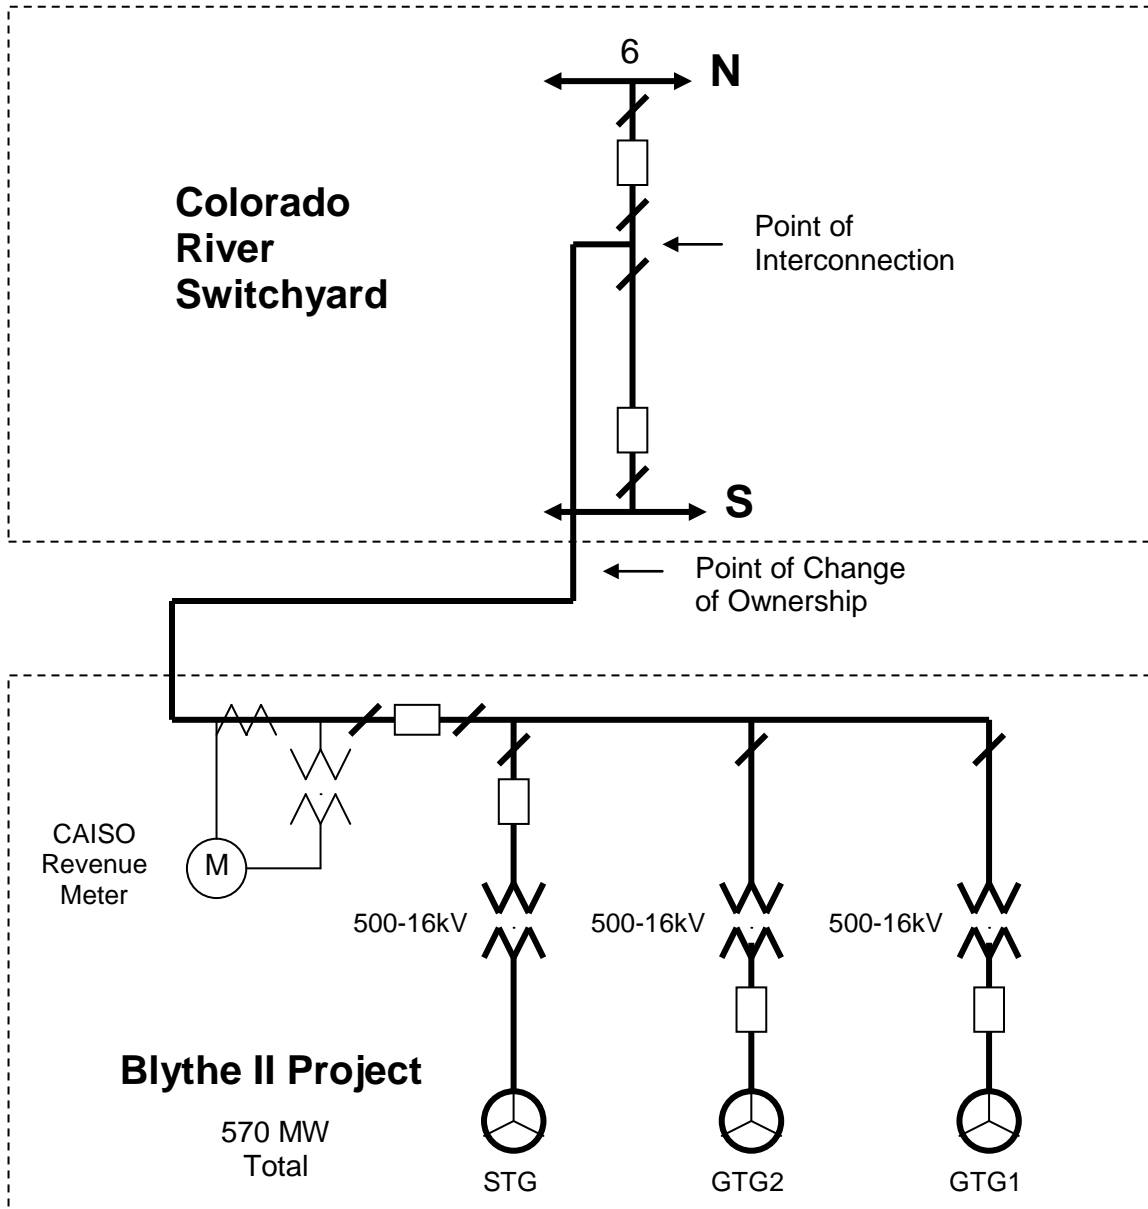 6
N
Colorado
River
Switchyard
Point of
Interconnection
S
Point of Change
of Ownership
CAISO
Revenue
Meter
M
500-16kV
500-16kV
500-16kV
Blythe II Project
570 MW
Total
STG
GTG2
GTG1